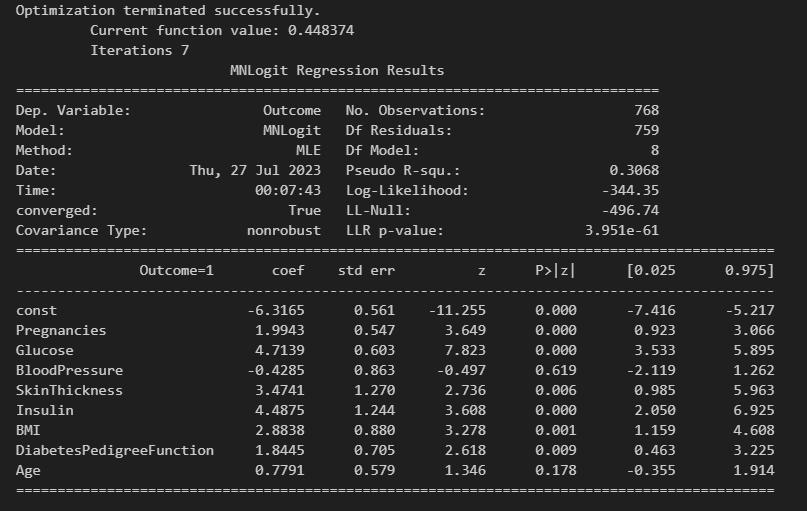 Optimization terminated successfully.
         Current function value: 0.448374
         Iterations 7
                          MNLogit Regression Results
==============================================================================
Dep. Variable:                Outcome   No. Observations:                  768
Model:                        MNLogit   Df Residuals:                      759
Method:                           MLE   Df Model:                            8
Date:                Thu, 27 Jul 2023   Pseudo R-squ.:                  0.3068
Time:                        00:07:43   Log-Likelihood:                -344.35
converged:                       True   LL-Null:                       -496.74
Covariance Type:            nonrobust   LLR p-value:                 3.951e-61
============================================================================================
               Outcome=1       coef    std err          z      P>|z|      [0.025      0.975]
--------------------------------------------------------------------------------------------
const                       -6.3165      0.561    -11.255      0.000      -7.416      -5.217
Pregnancies                  1.9943      0.547      3.649      0.000       0.923       3.066
Glucose                      4.7139      0.603      7.823      0.000       3.533       5.895
BloodPressure               -0.4285      0.863     -0.497      0.619      -2.119       1.262
SkinThickness                3.4741      1.270      2.736      0.006       0.985       5.963
Insulin                      4.4875      1.244      3.608      0.000       2.050       6.925
BMI                          2.8838      0.880      3.278      0.001       1.159       4.608
DiabetesPedigreeFunction     1.8445      0.705      2.618      0.009       0.463       3.225
Age                          0.7791      0.579      1.346      0.178      -0.355       1.914
============================================================================================